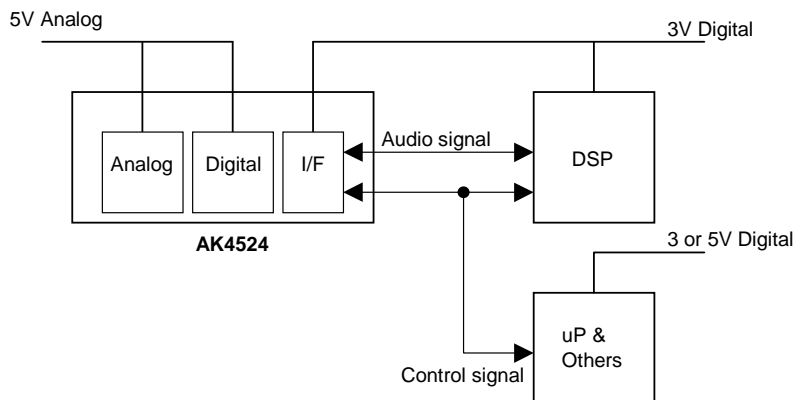 5V Analog
3V Digital
Analog
Digital
I/F
Audio signal
DSP
AK4524
3 or 5V Digital
uP &
Others
Control signal